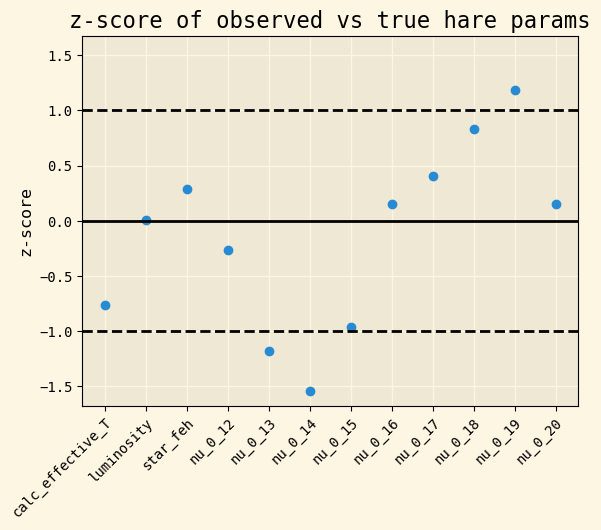 z-score of observed vs true hare params
z-score
1.5
1.0
0.5
0.0
−0.5
−1.0
−1.5
calc_effective_T
luminosity
star_feh
nu_0_12
nu_0_13
nu_0_14
nu_0_15
nu_0_16
nu_0_17
nu_0_18
nu_0_19
nu_0_20